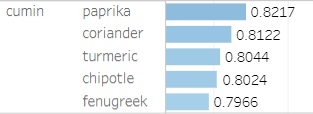 cumin paprika 0.8217
coriander 0.8122
turmeric 0.8044
chipotle 0.8024
fenugreek 0.7966